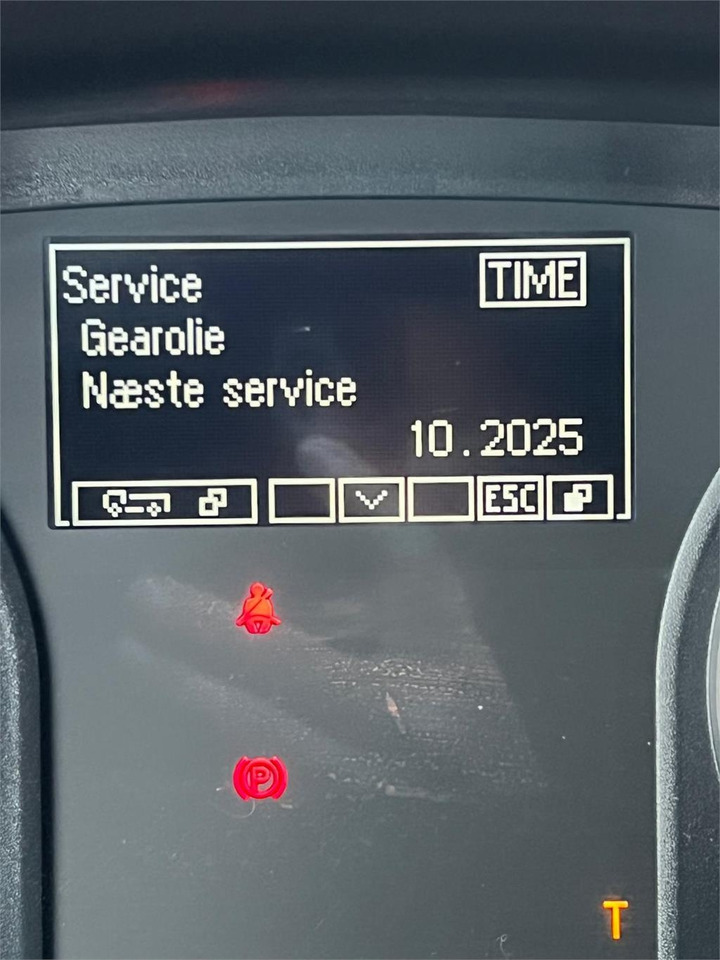 Service TIME
Gearolie
Næste service
10.2025
ESC
P
T